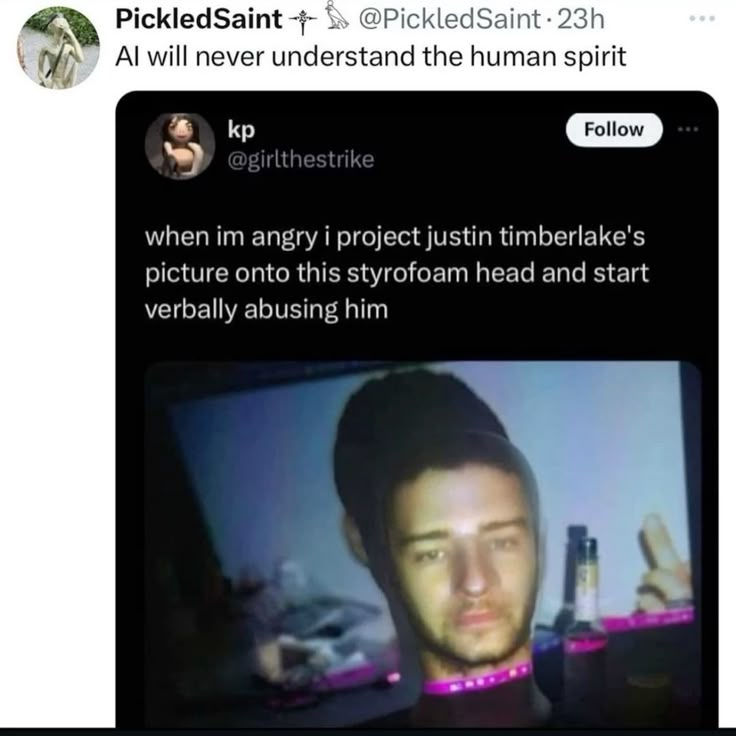 PickledSaint @PickledSaint · 23h
AI will never understand the human spirit
kp
Follow
@girlthestrike
when im angry i project justin timberlake's
picture onto this styrofoam head and start
verbally abusing him